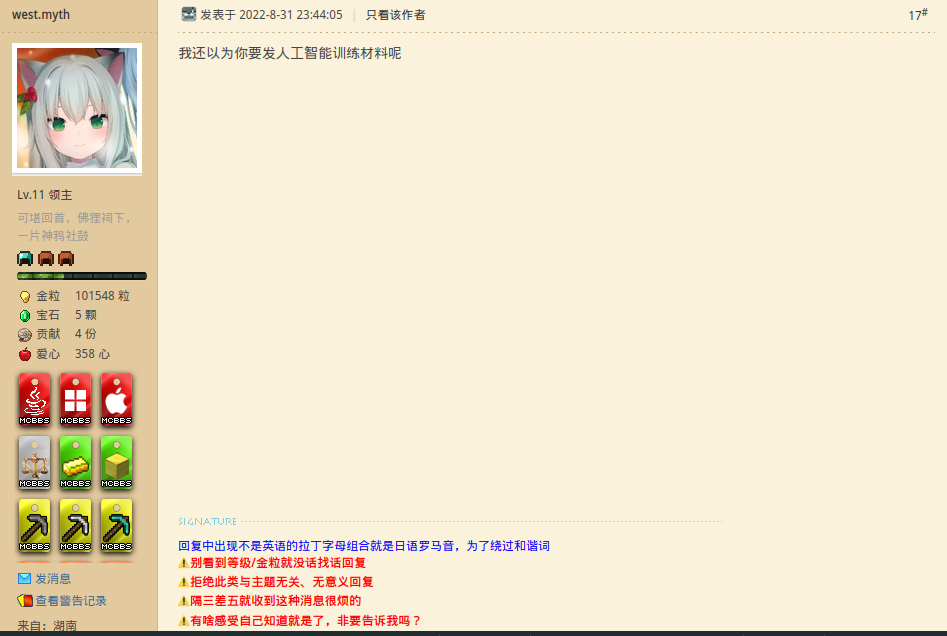 west.myth
发表于 2022-8-31 23:44:05 | 只看该作者
17#
我还以为你要发人工智能训练材料呢
Lv.11 领主
可堪回首，佛狸祠下，
一片神鸦社鼓
金粒 101548 粒
宝石 5 颗
贡献 4 份
爱心 358 心
MCBBS MCBBS MCBBS
MCBBS MCBBS MCBBS
MCBBS MCBBS MCBBS
发消息
查看警告记录
来自：湖南
SIGNATURE
回复中出现不是英语的拉丁字母组合就是日语罗马音，为了绕过和谐词
⚠别看到等级/金粒就没话找话回复
⚠拒绝此类与主题无关、无意义回复
⚠隔三差五就收到这种消息很烦的
⚠有啥感受自己知道就是了，非要告诉我吗？